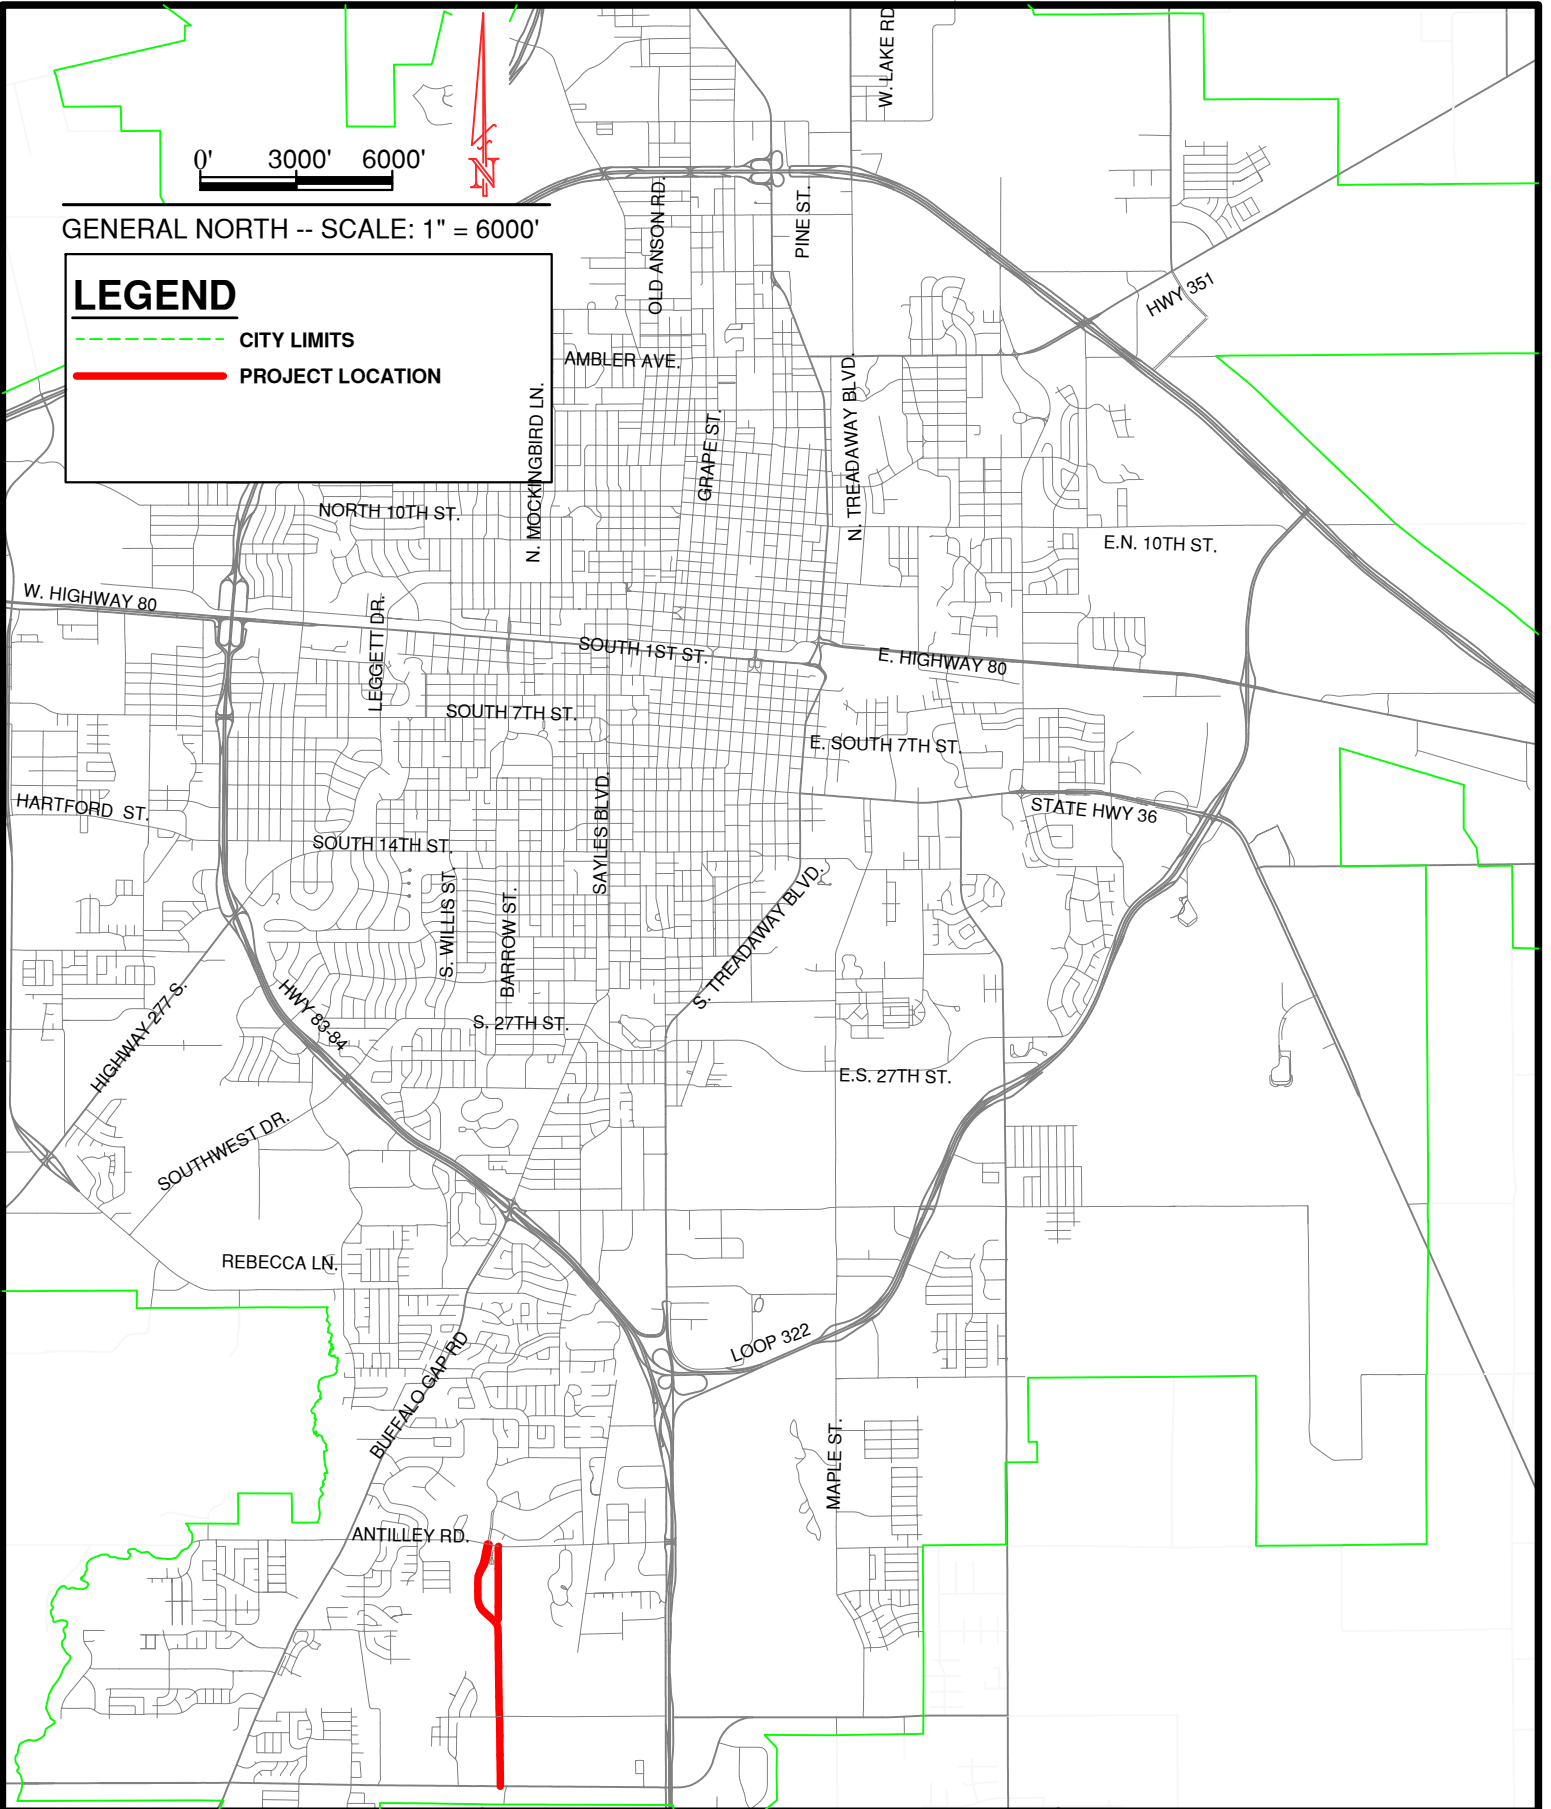 W. LAKE RD
0' 3000' 6000'
N
GENERAL NORTH -- SCALE: 1" = 6000'
OLD ANSON RD.
PINE ST.
LEGEND
CITY LIMITS
PROJECT LOCATION
HWY 351
AMBLER AVE.
N. MOCKINGBIRD LN.
GRAPE ST.
N. TREADAWAY BLVD.
NORTH 10TH ST.
E.N. 10TH ST.
W. HIGHWAY 80
LEGGETT DR.
SOUTH 1ST ST.
E. HIGHWAY 80
SOUTH 7TH ST.
E. SOUTH 7TH ST.
HARTFORD ST.
STATE HWY 36
SOUTH 14TH ST.
SAYLES BLVD.
S. WILLIS ST.
BARROW ST.
S. TREADAWAY BLVD.
HIGHWAY 277 S.
HWY 83-84
S. 27TH ST.
E.S. 27TH ST.
SOUTHWEST DR.
REBECCA LN.
LOOP 322
BUFFALO GAP RD
MAPLE ST.
ANTILLEY RD.